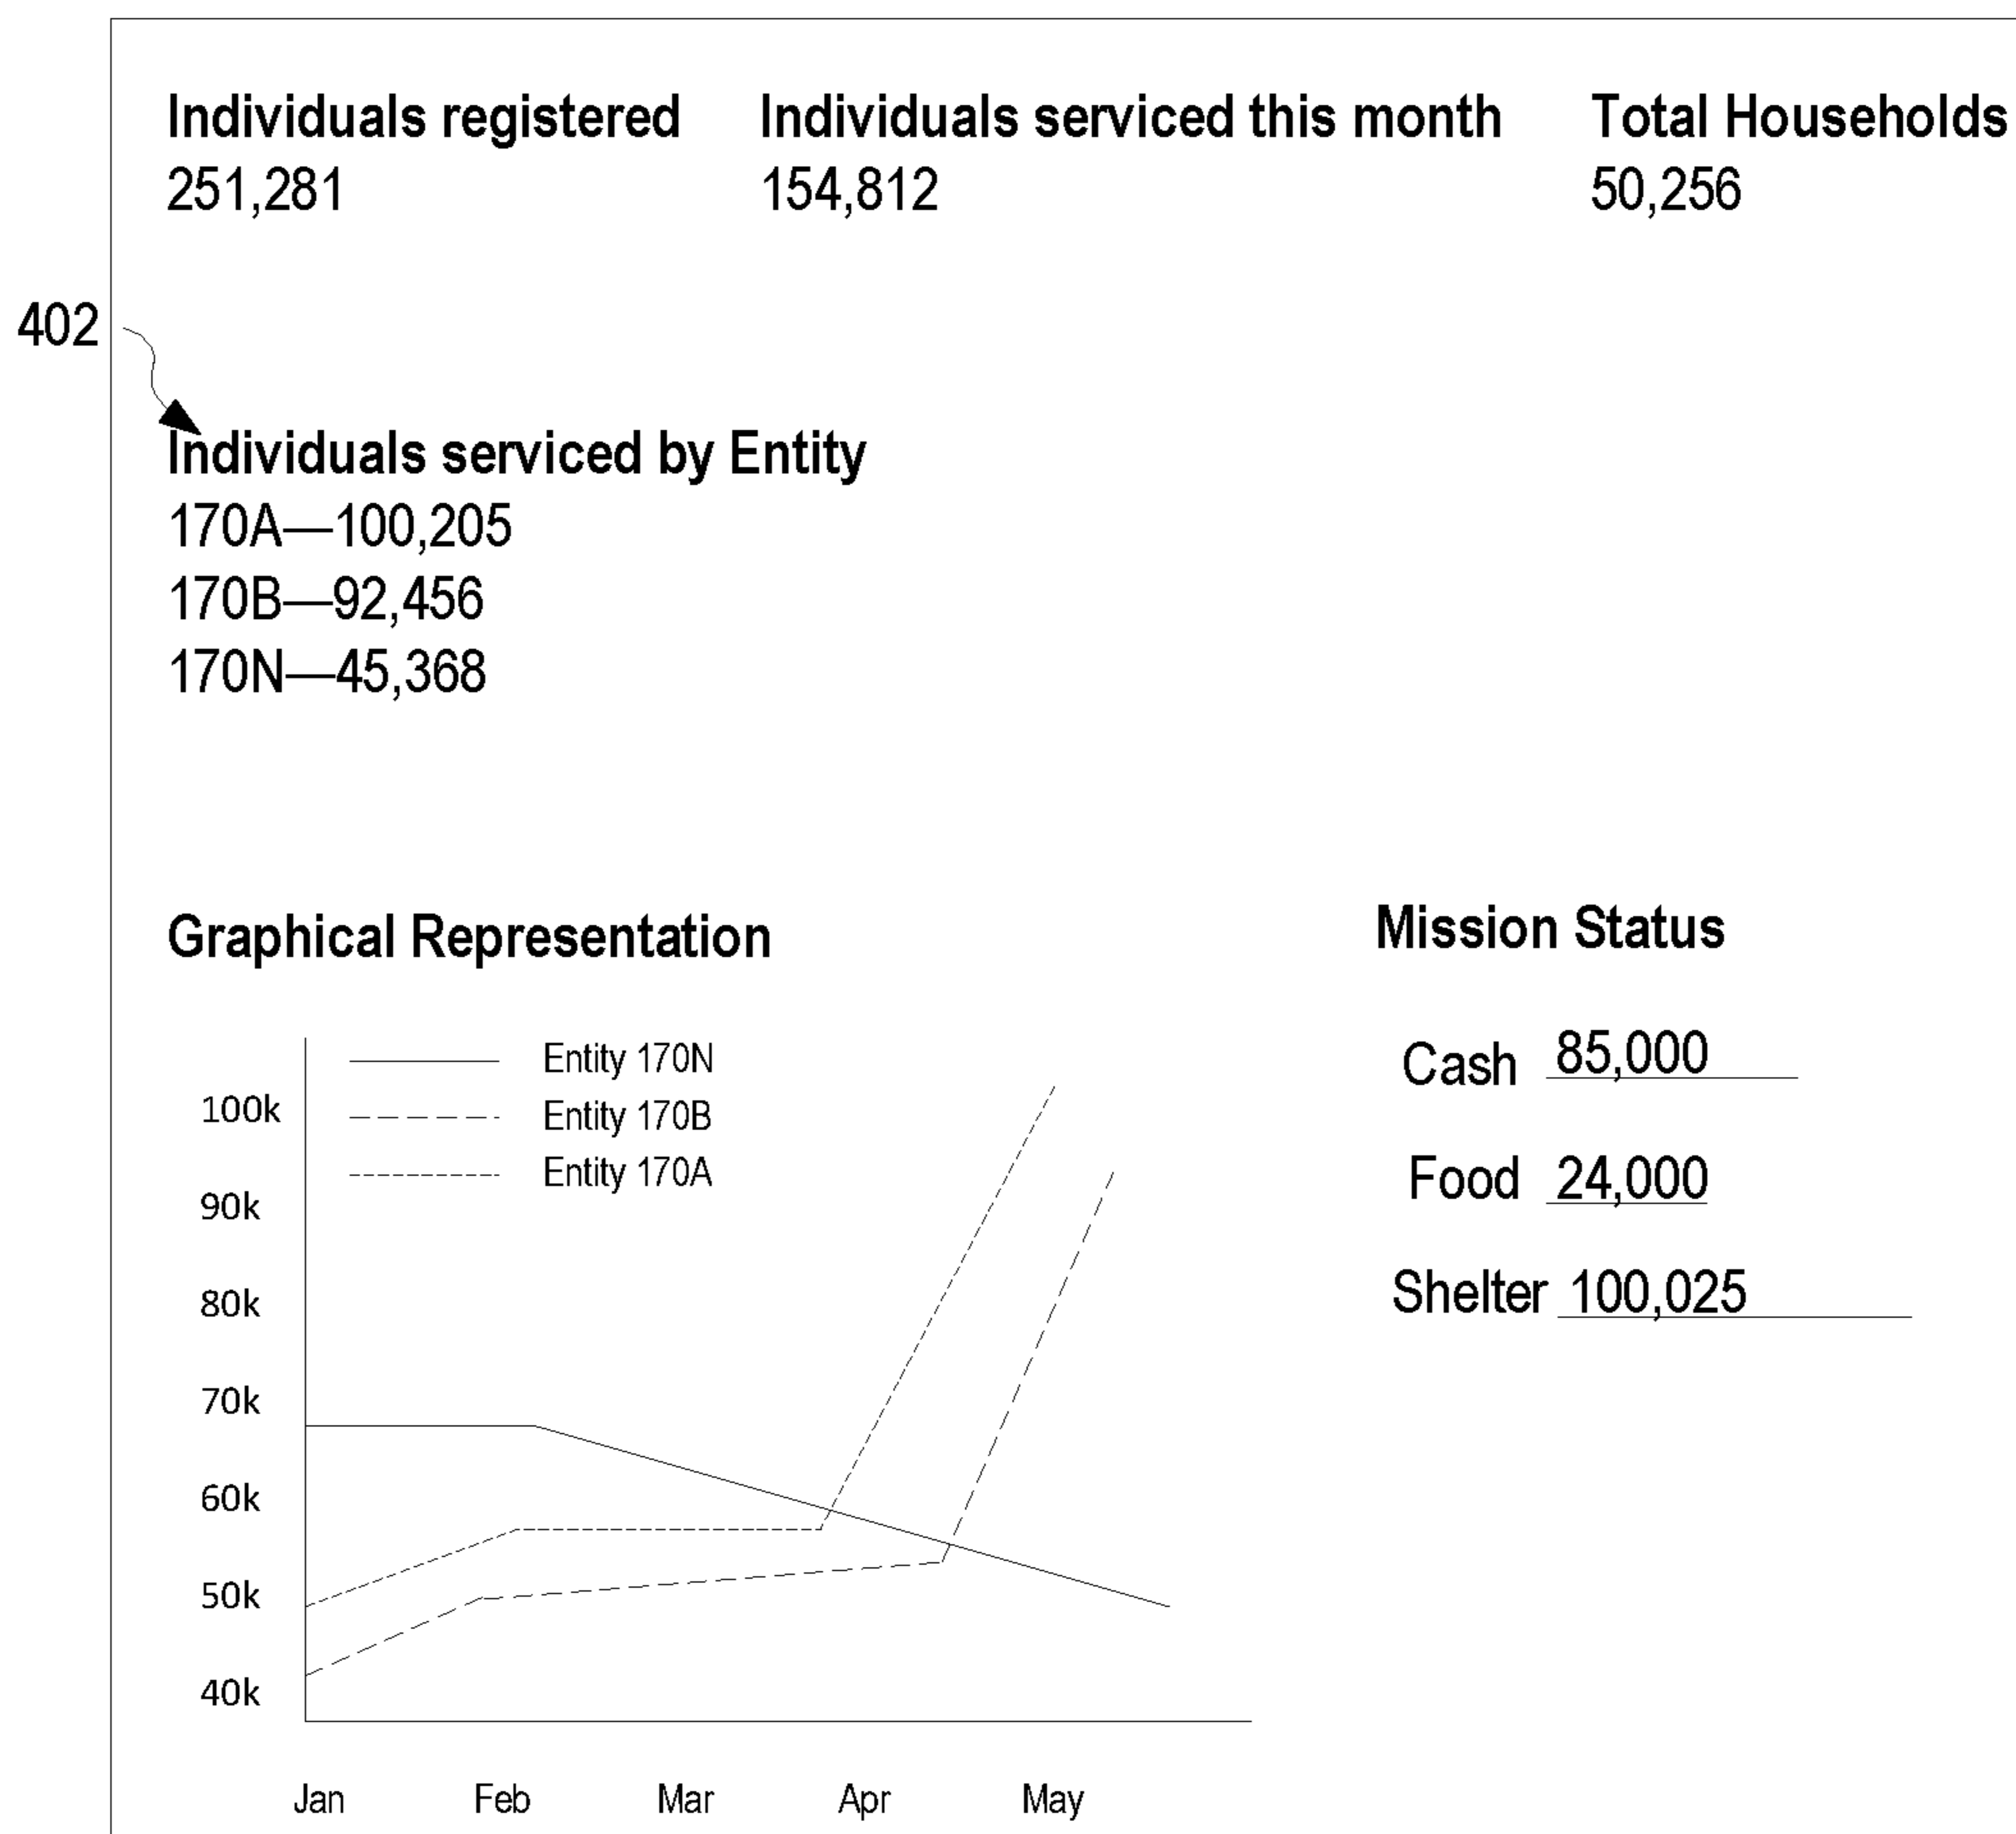 Individuals registered Individuals serviced this month Total Households
251,281 154,812 50,256
402
Individuals serviced by Entity
170A—100,205
170B—92,456
170N—45,368
Graphical Representation
Entity 170N
Entity 170B
Entity 170A
100k
90k
80k
70k
60k
50k
40k
Jan Feb Mar Apr May
Mission Status
Cash 85,000
Food 24,000
Shelter 100,025